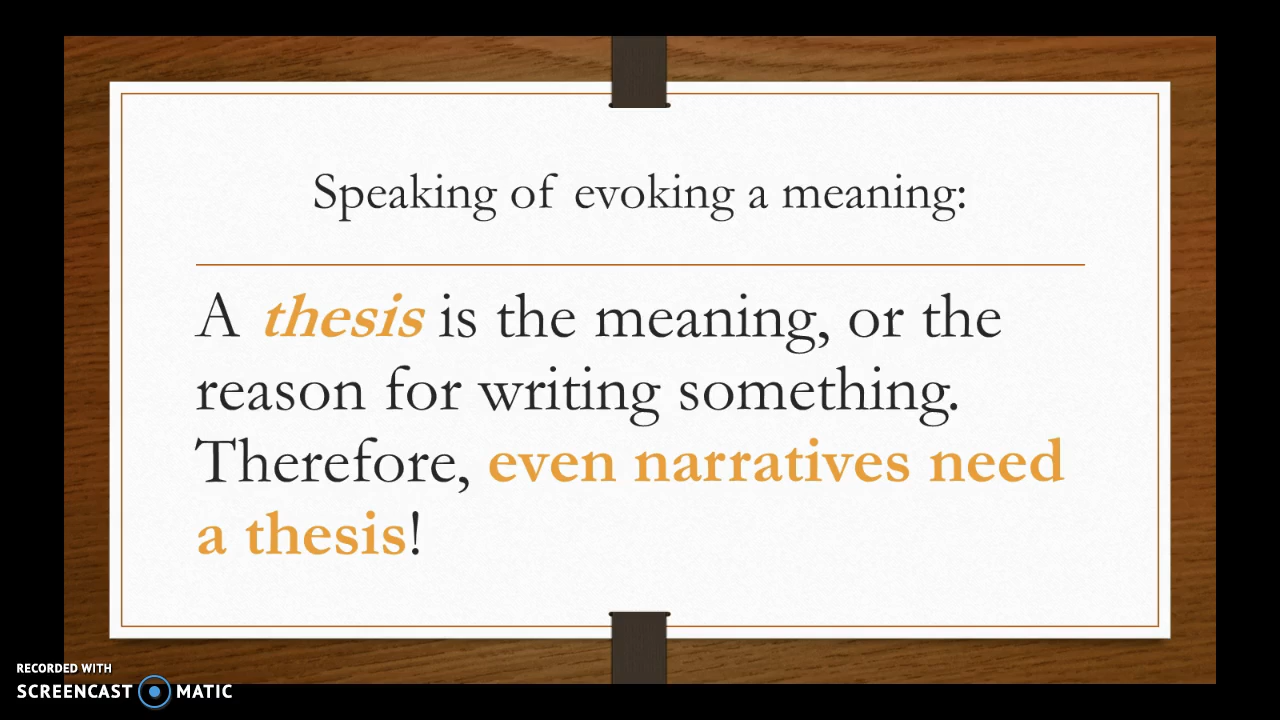 Speaking of evoking a meaning:
A thesis is the meaning, or the
reason for writing something.
Therefore, even narratives need
a thesis!
RECORDED WITH
SCREENCAST MATIC